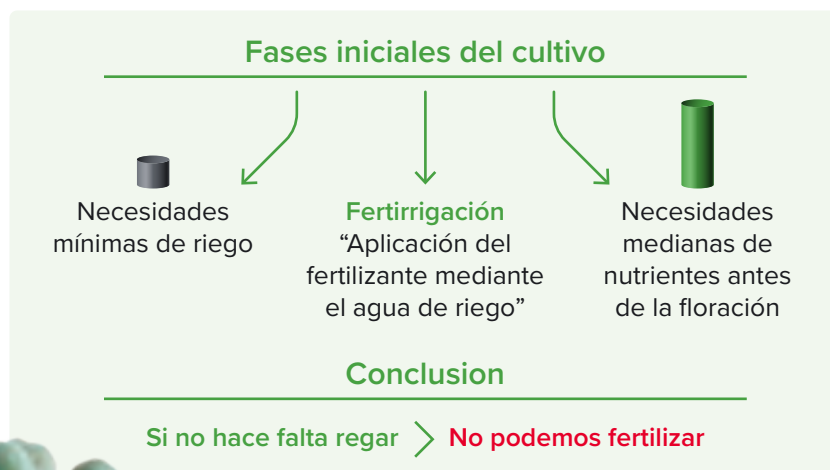 Fases iniciales del cultivo
Necesidades
mínimas de riego
Fertirrigación
“Aplicación del
fertilizante mediante
el agua de riego”
Necesidades
medianas de
nutrientes antes
de la floración
Conclusion
Si no hace falta regar > No podemos fertilizar